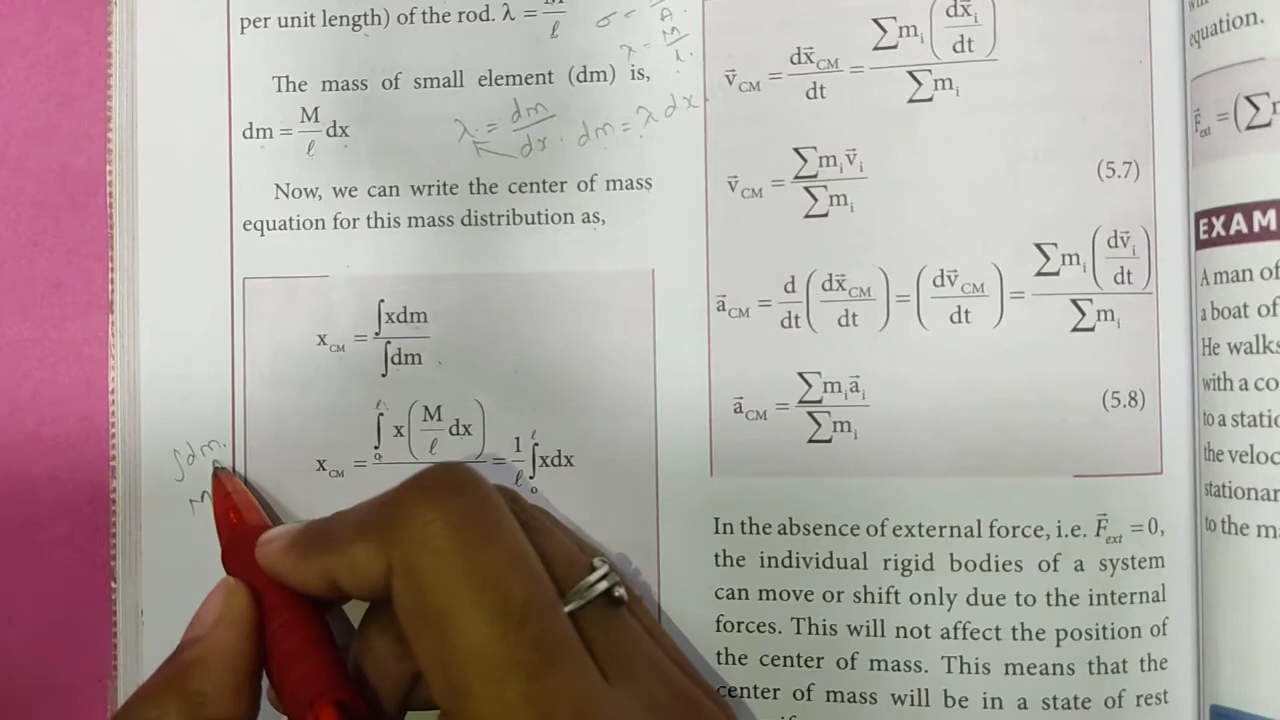 per unit length) of the rod. λ = M/ℓ
σ = 
A.
λ = M/L.
The mass of small element (dm) is,
dm = M/ℓ dx
λ = dm/dx . dm = λ dx.
Now, we can write the center of mass
equation for this mass distribution as,
x_CM = ∫xdm / ∫dm
x_CM = ∫₀^ℓ x(M/ℓ dx) = 1/ℓ ∫₀^ℓ xdx
∫dm.
M
v⃗_CM = dx⃗_CM/dt = ∑m_i(dx⃗_i/dt) / ∑m_i
v⃗_CM = ∑m_i v⃗_i / ∑m_i (5.7)
a⃗_CM = d/dt (dx⃗_CM/dt) = (dv⃗_CM/dt) = ∑m_i(dv⃗_i/dt) / ∑m_i
a⃗_CM = ∑m_i a⃗_i / ∑m_i (5.8)
In the absence of external force, i.e. F⃗_ext = 0,
the individual rigid bodies of a system
can move or shift only due to the internal
forces. This will not affect the position of
the center of mass. This means that the
center of mass will be in a state of rest
equation.
F⃗_ext = (∑
EXAM
A man of
a boat of
He walks
with a co
to a static
the veloc
stationar
to the m